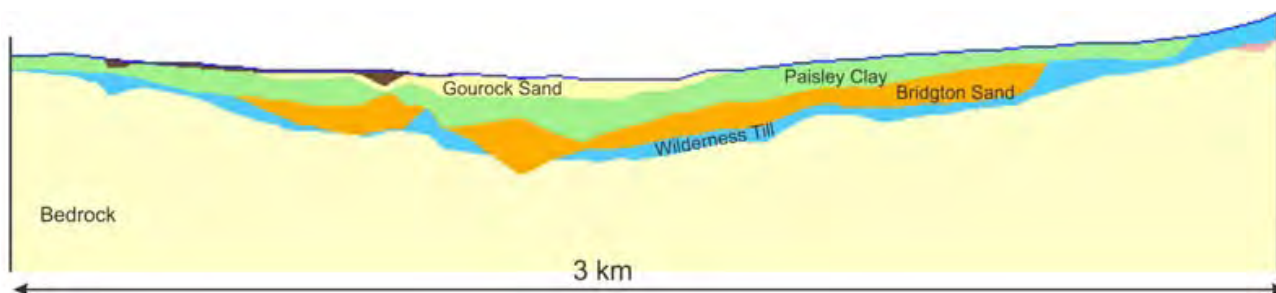 Paisley Clay
Gourock Sand
Bridgton Sand
Wilderness Till
Bedrock
3 km